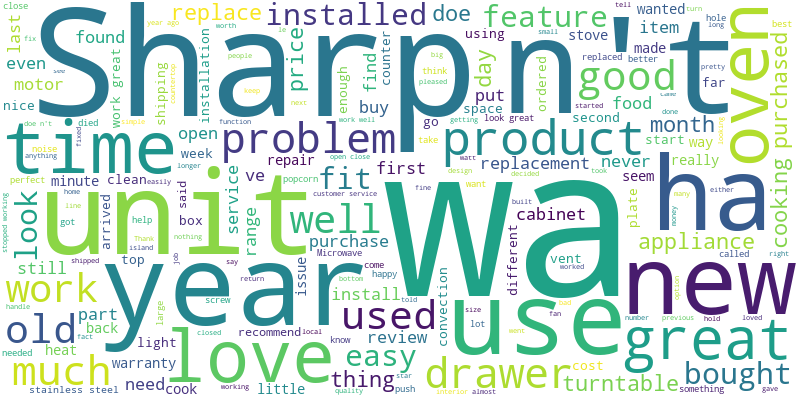 Sharp
n't
wa
unit
year
use
new
ha
time
product
problem
oven
love
great
good
drawer
old
much
work
well
used
look
fit
installed
feature
replace
doe
price
bought
appliance
easy
thing
turntable
month
cabinet
install
purchase
purchased
cooking
replacement
review
service
range
first
never
motor
last
even
found
day
put
buy
find
open
ve
repair
still
top
part
back
light
heat
warranty
need
cook
little
recommend
issue
box
said
week
minute
clean
arrived
nice
died
work great
shipping
installation
counter
enough
using
stove
item
wanted
made
ordered
space
food
second
go
look great
far
start
way
really
seem
plate
different
vent
convection
cost
called
something
stainless steel
screw
popcorn
Microwave
customer service
open close
happy
come
know
lot
size
push
star
quality
working
closed
return
island
nothing
Thank
help
got
home
line
longer
easily
perfect
noise
anything
doe n't
fixed
stopped working
shipped
handle
needed
fact
large
job
say
local
told
bottom
fine
watt
want
design
decided
built
took
worked
fan
almost
interior
went
number
previous
hold
loved
gave
option
money
many
either
right
done
looking
started
getting
take
work well
pleased
think
big
people
keep
next
function
worth
year ago
close
fix
see
simple
countertop
tell
small
replaced
better
pretty
hole
long
turn
best